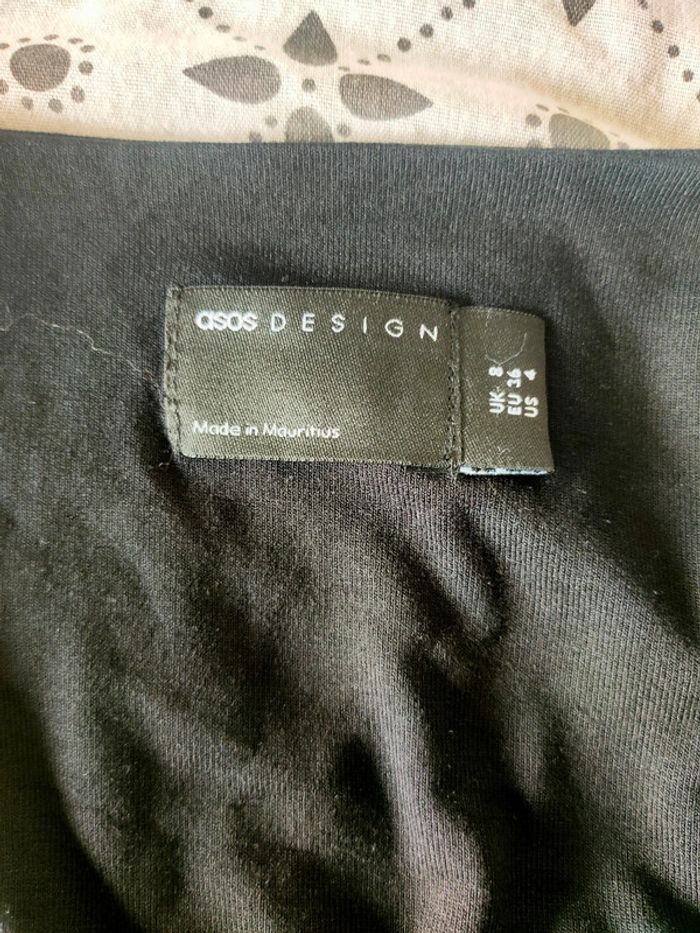 asos DESIGN
Made in Mauritius
UK 8
EU 36
US 4